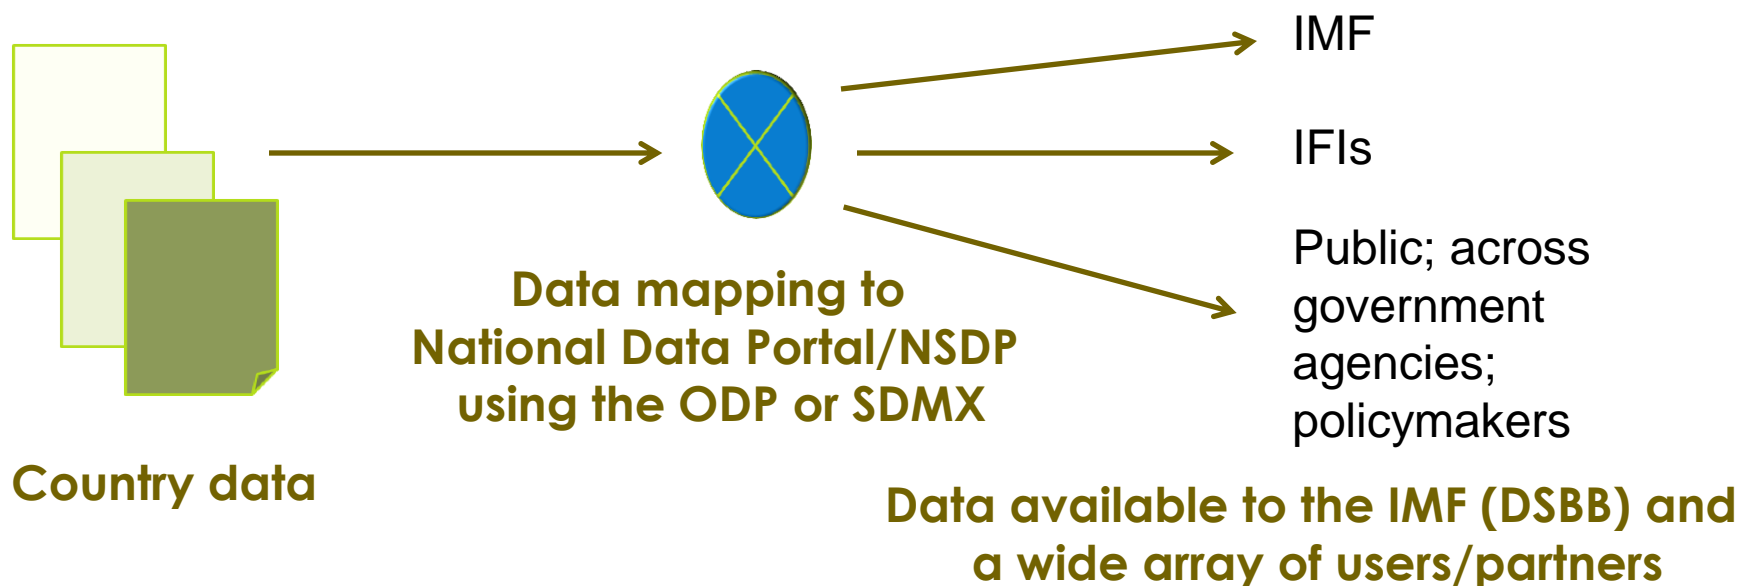 IMF
IFIs
Public; across
government
agencies;
policymakers
Data mapping to
National Data Portal/NSDP
using the ODP or SDMX
Country data
Data available to the IMF (DSBB) and
a wide array of users/partners